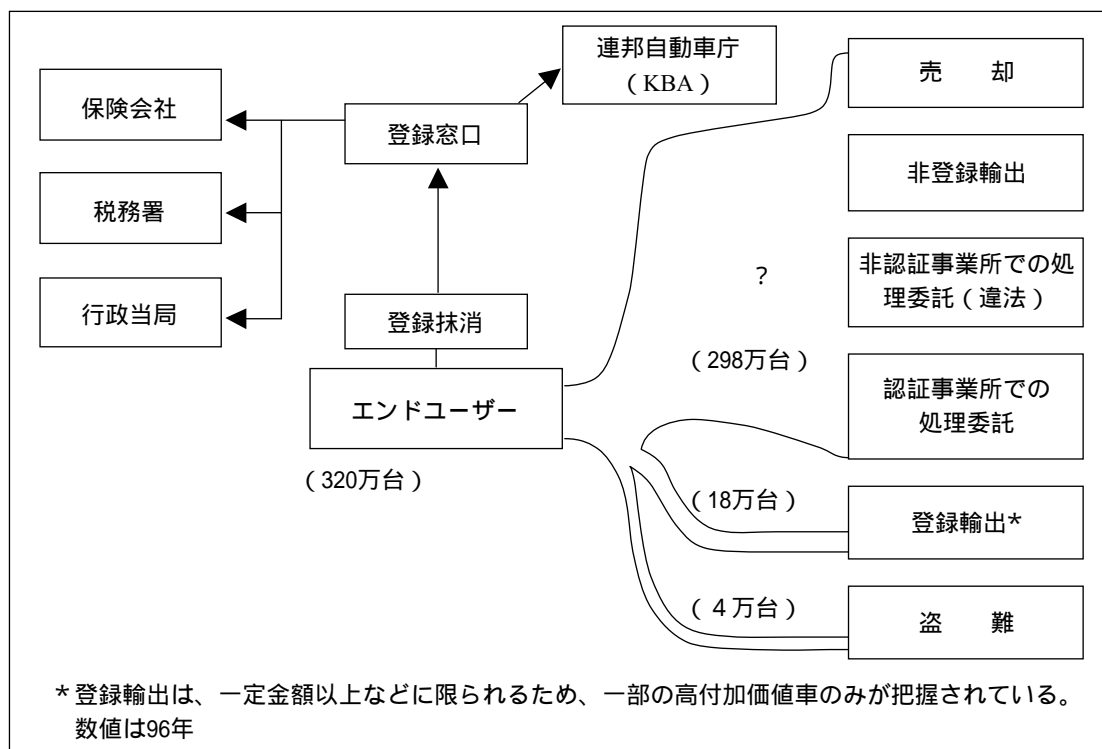 連邦自動車庁
(KBA)
保険会社
登録窓口
税務署
行政当局
登録抹消
エンドユーザー
(320万台)
売 却
非登録輸出
?
非認証事業所での処
理委託(違法)
(298万台)
認証事業所での
処理委託
(18万台)
登録輸出*
(4万台)
盗 難
*登録輸出は、一定金額以上などに限られるため、一部の高付加価値車のみが把握されている。
数値は96年